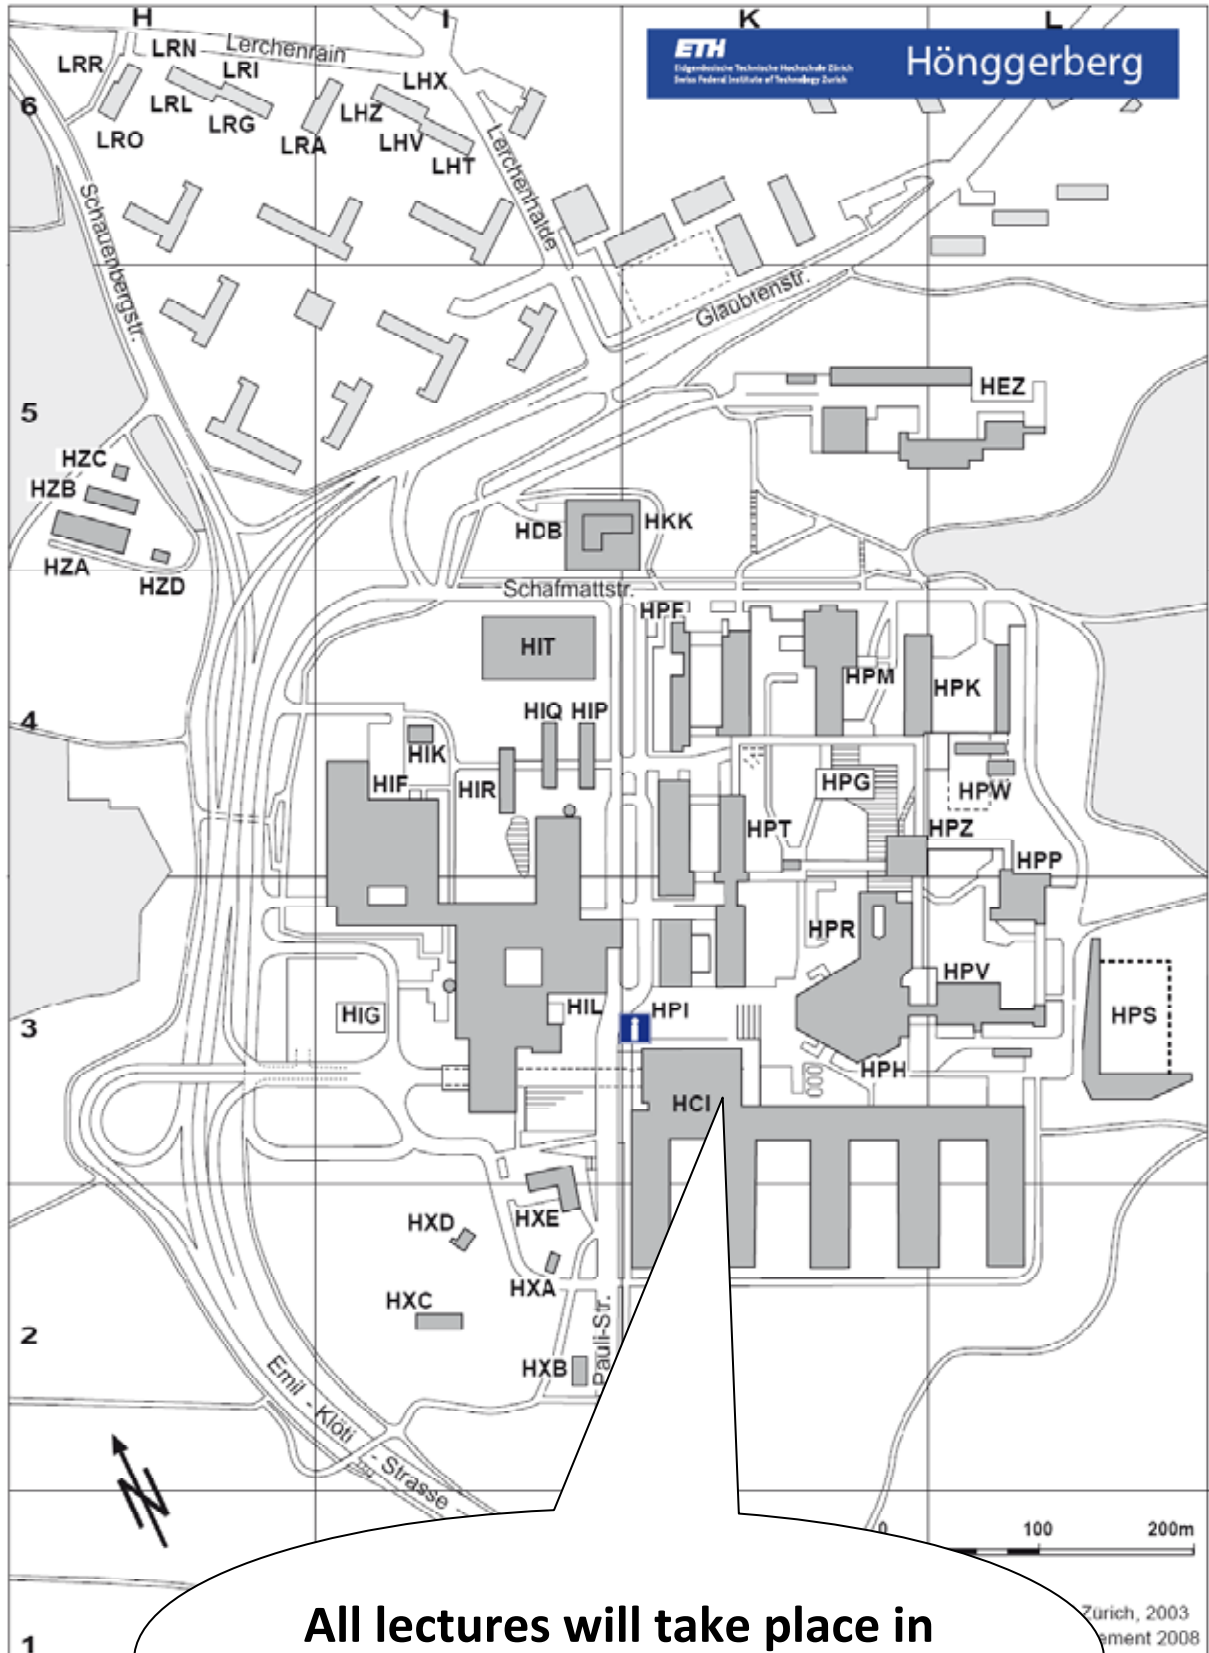 H
I
K
L
ETH
Eidgenössische Technische Hochschule Zürich
Swiss Federal Institute of Technology Zurich
Hönggerberg
LRR
LRN
Lerchenrain
LRI
LHX
6
LRL
LRG
LHZ
LRO
LRA
LHV
LHT
Lerchenhalde
Schauenbergstr.
Glaubtenstr.
HEZ
5
HZC
HZB
HDB
HKK
HZA
HZD
Schafmattstr.
HPF
HIT
HPM
HPK
4
HIQ
HIP
HIK
HIF
HIR
HPG
HPW
HPT
HPZ
HPP
HPR
HPV
HIG
HIL
HPI
i
HPS
3
HPH
HCI
HXD
HXE
HXA
HXC
2
HXB
Pauli-Str.
Emil - Klöti - Strasse
0
100
200m
All lectures will take place in
Zürich, 2003
ement 2008
1